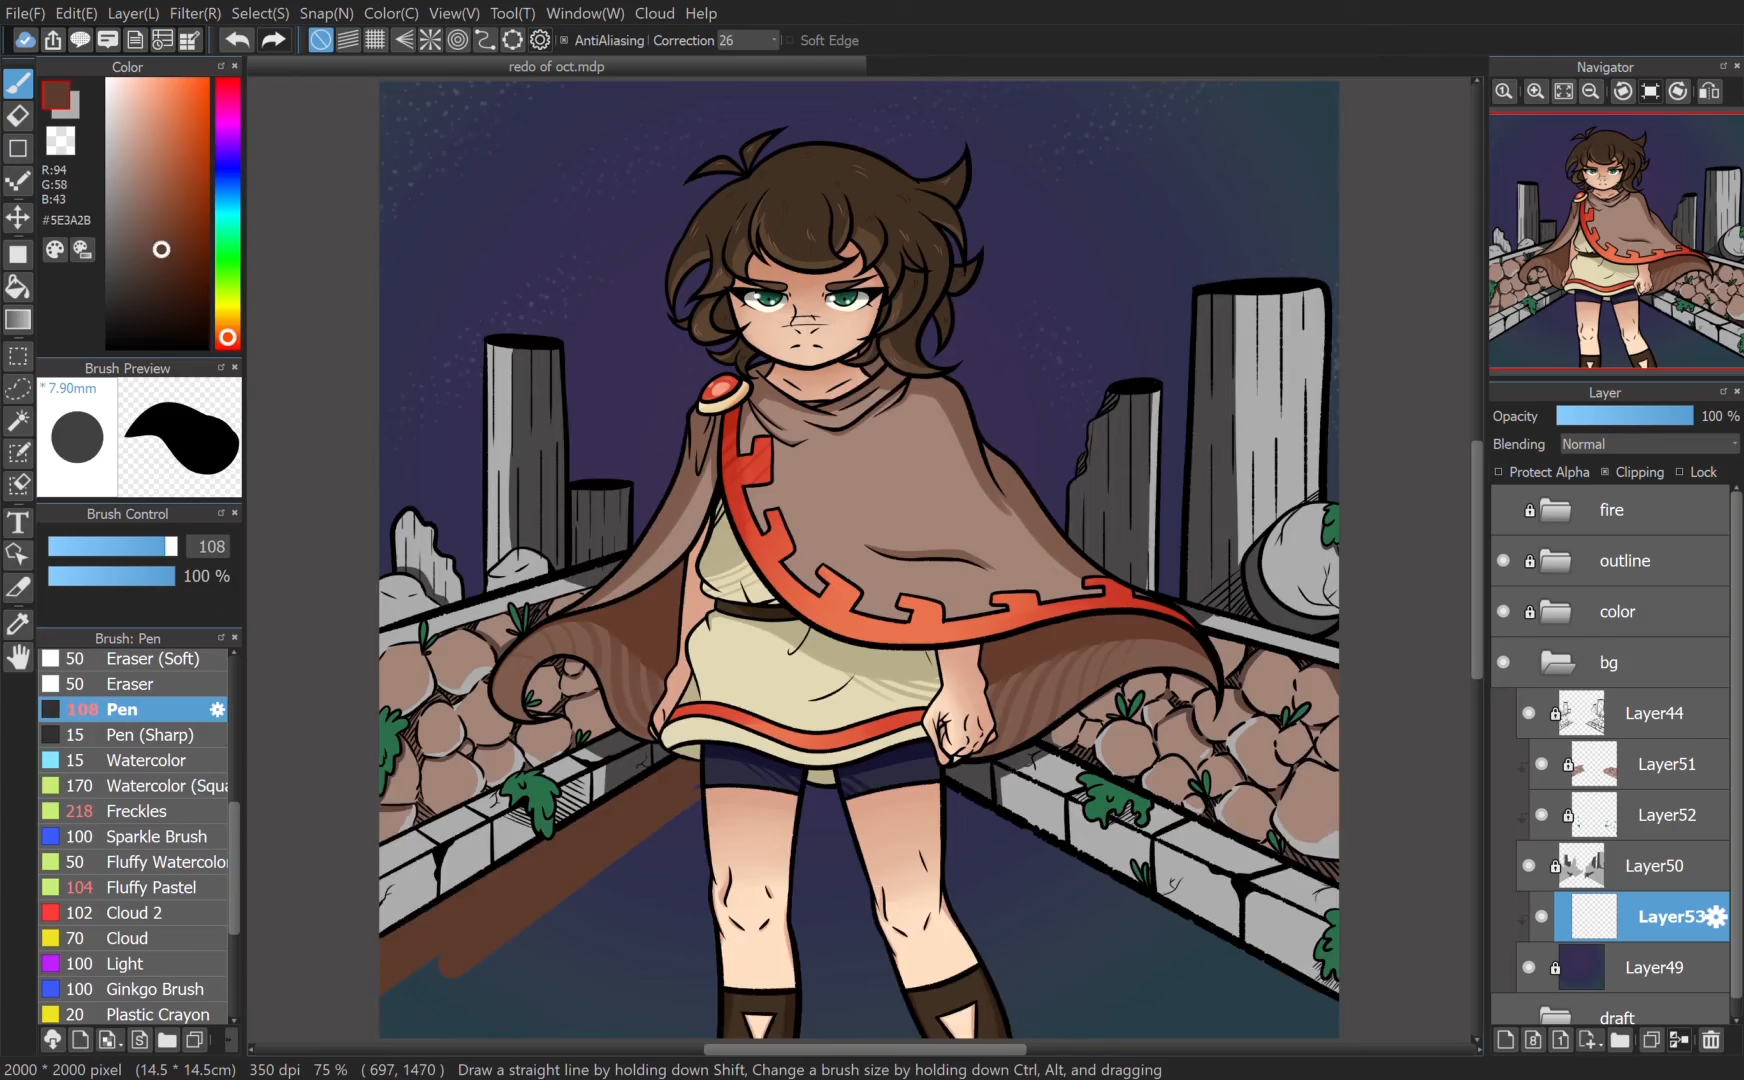 File(F) Edit(E) Layer(L) Filter(R) Select(S) Snap(N) Color(C) View(V) Tool(T) Window(W) Cloud Help
AntiAliasing Correction 26 Soft Edge
Color
redo of oct.mdp
Navigator
R:94
G:58
B:43
#5E3A2B
Brush Preview
* 7.90mm
Brush Control
108
100 %
Brush: Pen
50 Eraser (Soft)
50 Eraser
108 Pen
15 Pen (Sharp)
15 Watercolor
170 Watercolor (Squa
218 Freckles
100 Sparkle Brush
50 Fluffy Watercolo
104 Fluffy Pastel
102 Cloud 2
70 Cloud
100 Light
100 Ginkgo Brush
20 Plastic Crayon
Layer
Opacity 100 %
Blending Normal
Protect Alpha Clipping Lock
fire
outline
color
bg
Layer44
Layer51
Layer52
Layer50
Layer53
Layer49
draft
2000 * 2000 pixel (14.5 * 14.5cm) 350 dpi 75 % ( 697, 1470 ) Draw a straight line by holding down Shift, Change a brush size by holding down Ctrl, Alt, and dragging